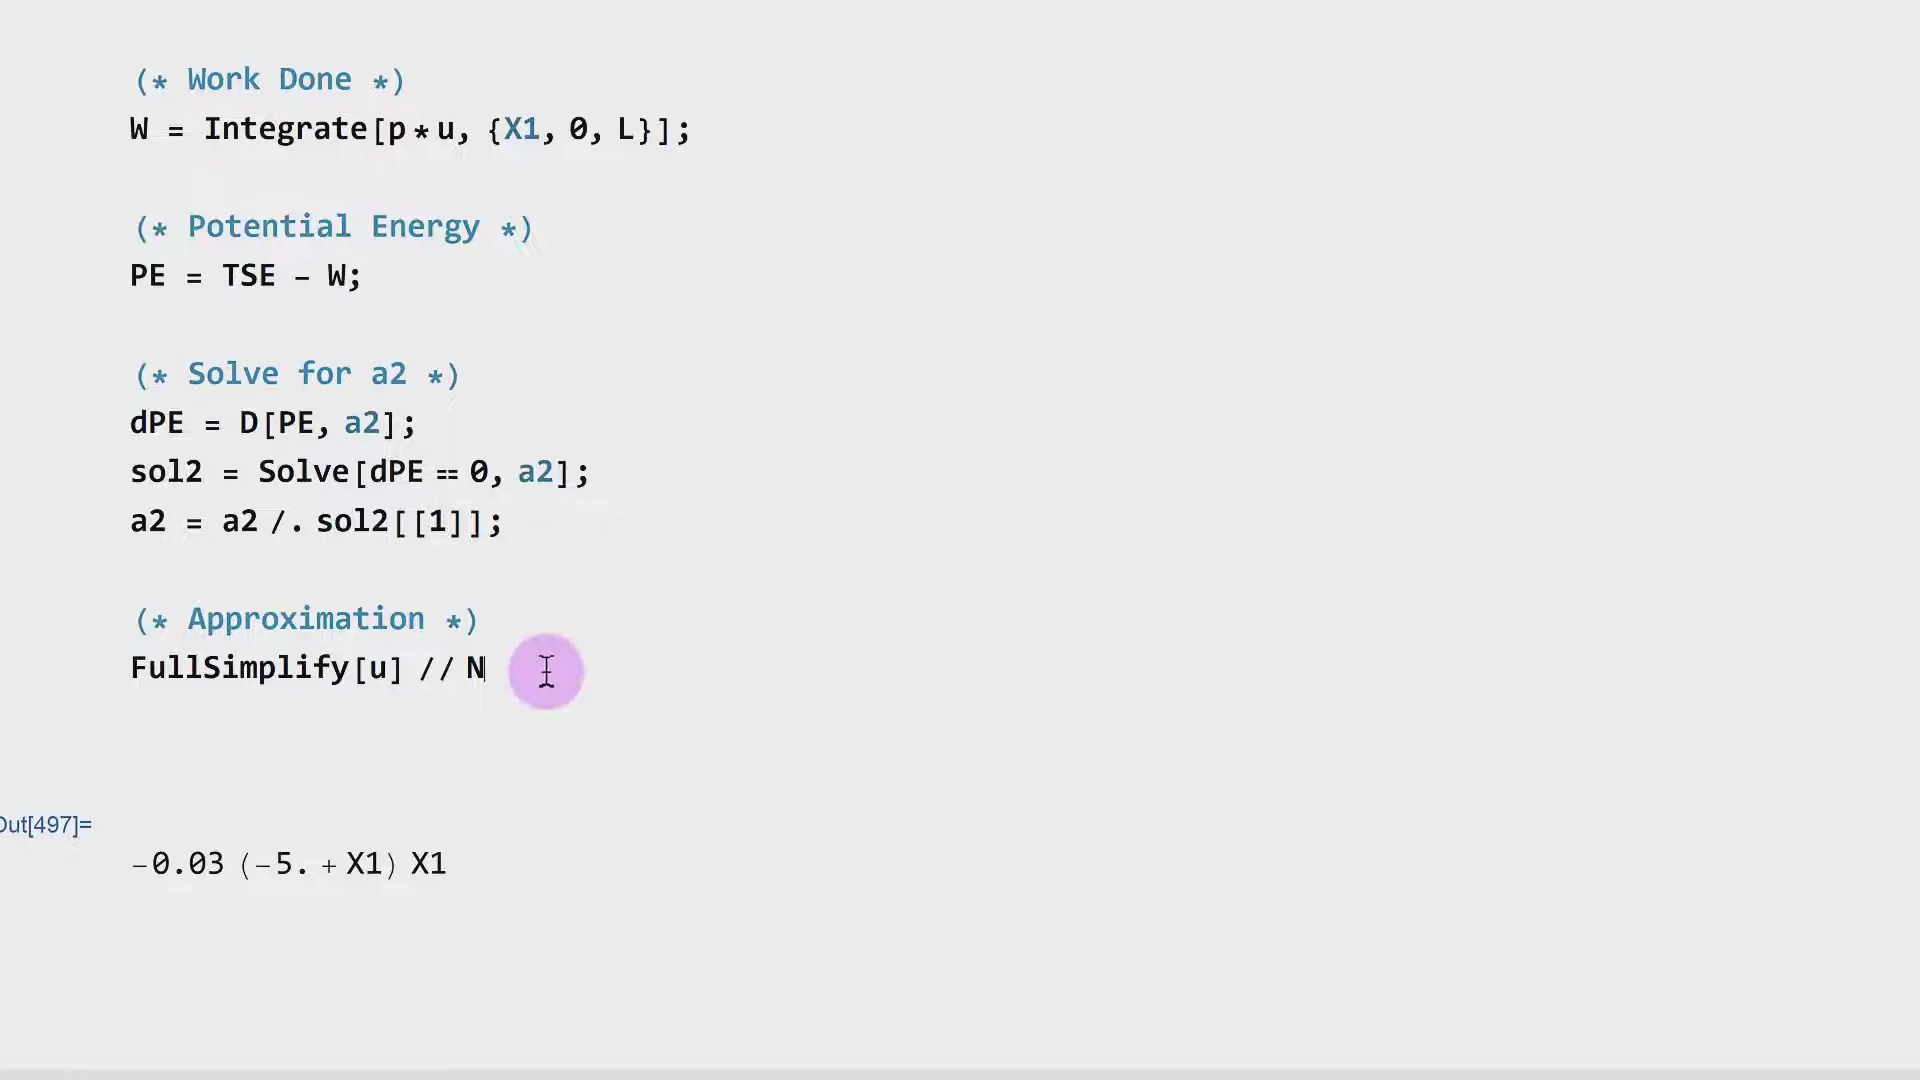 (* Work Done *)
W = Integrate[p*u, {X1, 0, L}];
(* Potential Energy *)
PE = TSE - W;
(* Solve for a2 *)
dPE = D[PE, a2];
sol2 = Solve[dPE == 0, a2];
a2 = a2 /. sol2[[1]];
(* Approximation *)
FullSimplify[u] // N
Out[497]=
-0.03 (-5. + X1) X1